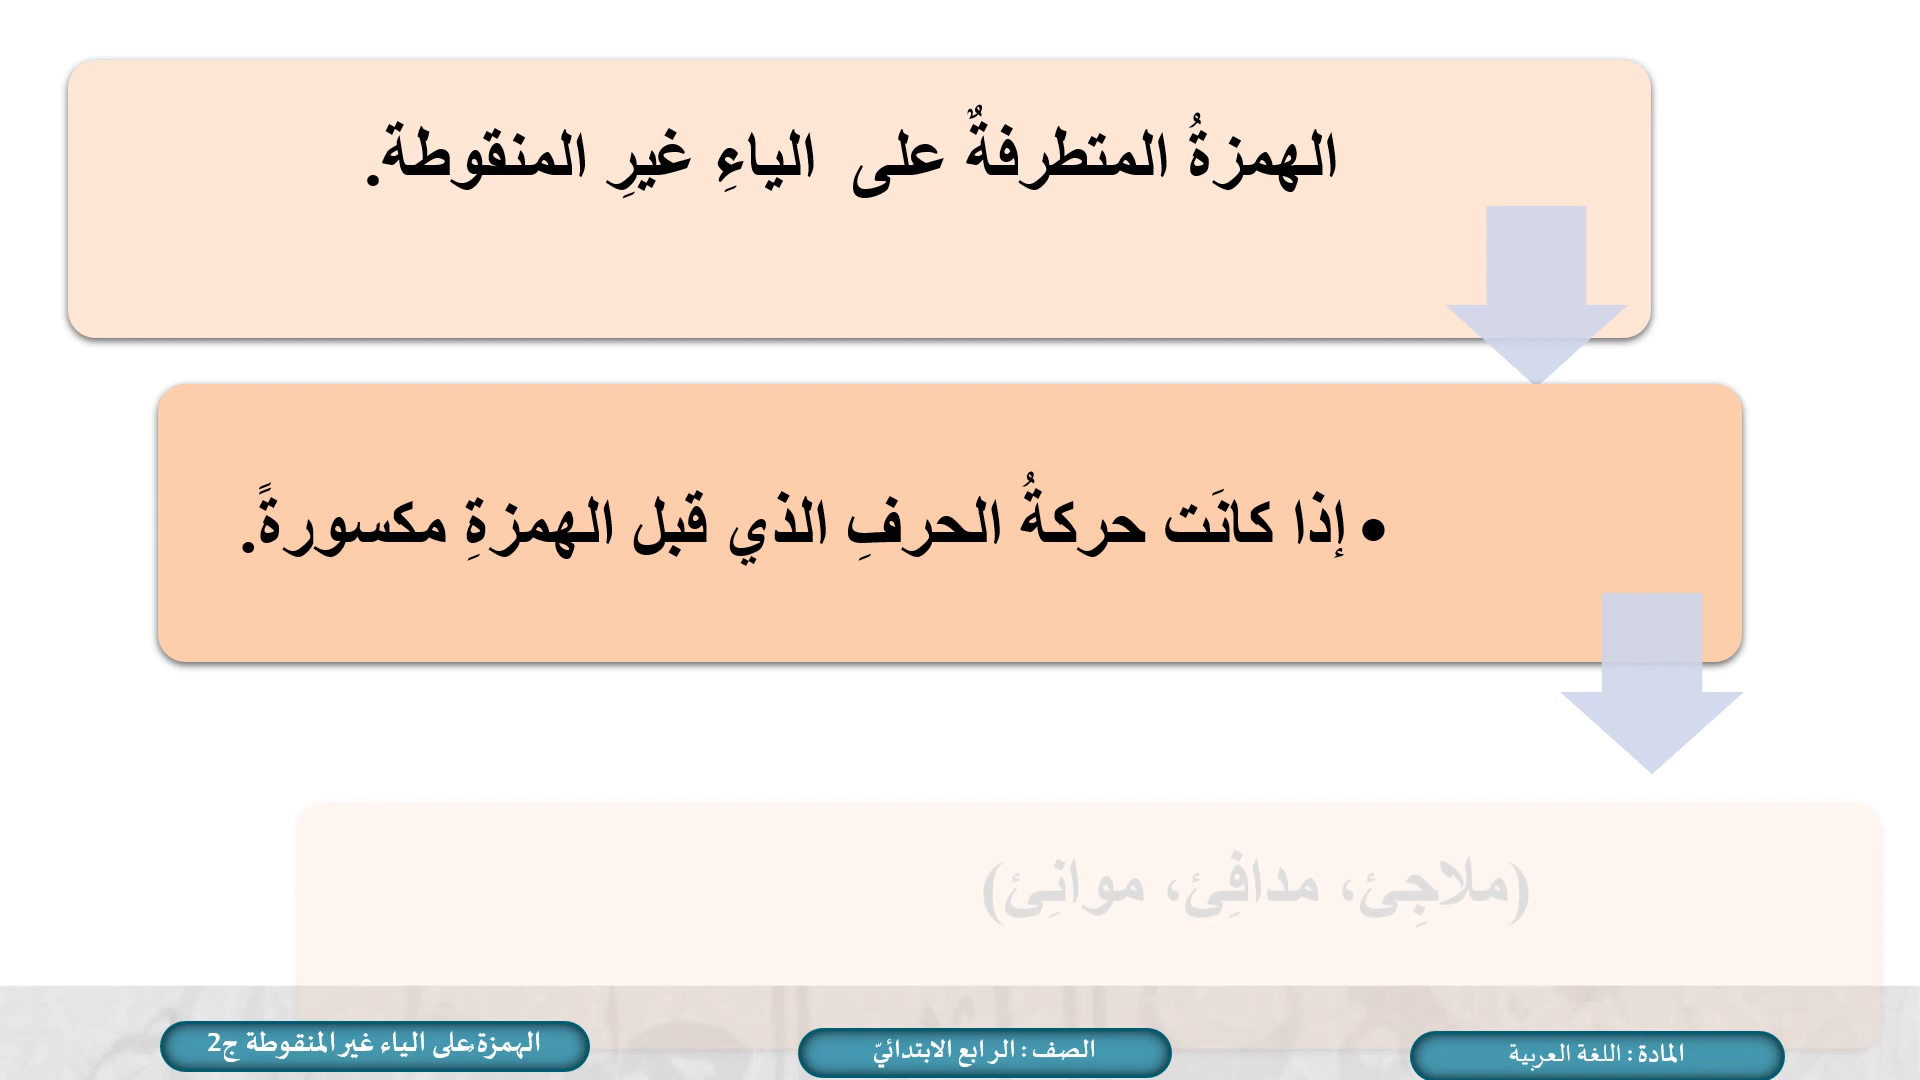 الهمزةُ المتطرفةٌ على الياءِ غيرِ المنقوطة.
• إذا كانَت حركةُ الحرفِ الذي قبل الهمزةِ مكسورةً.
(ملاجِئ، مدافِئ، موانِئ)
المادة : اللغة العربية
الصف : الرابع الابتدائيّ
الهمزة على الياء غير المنقوطة ج2